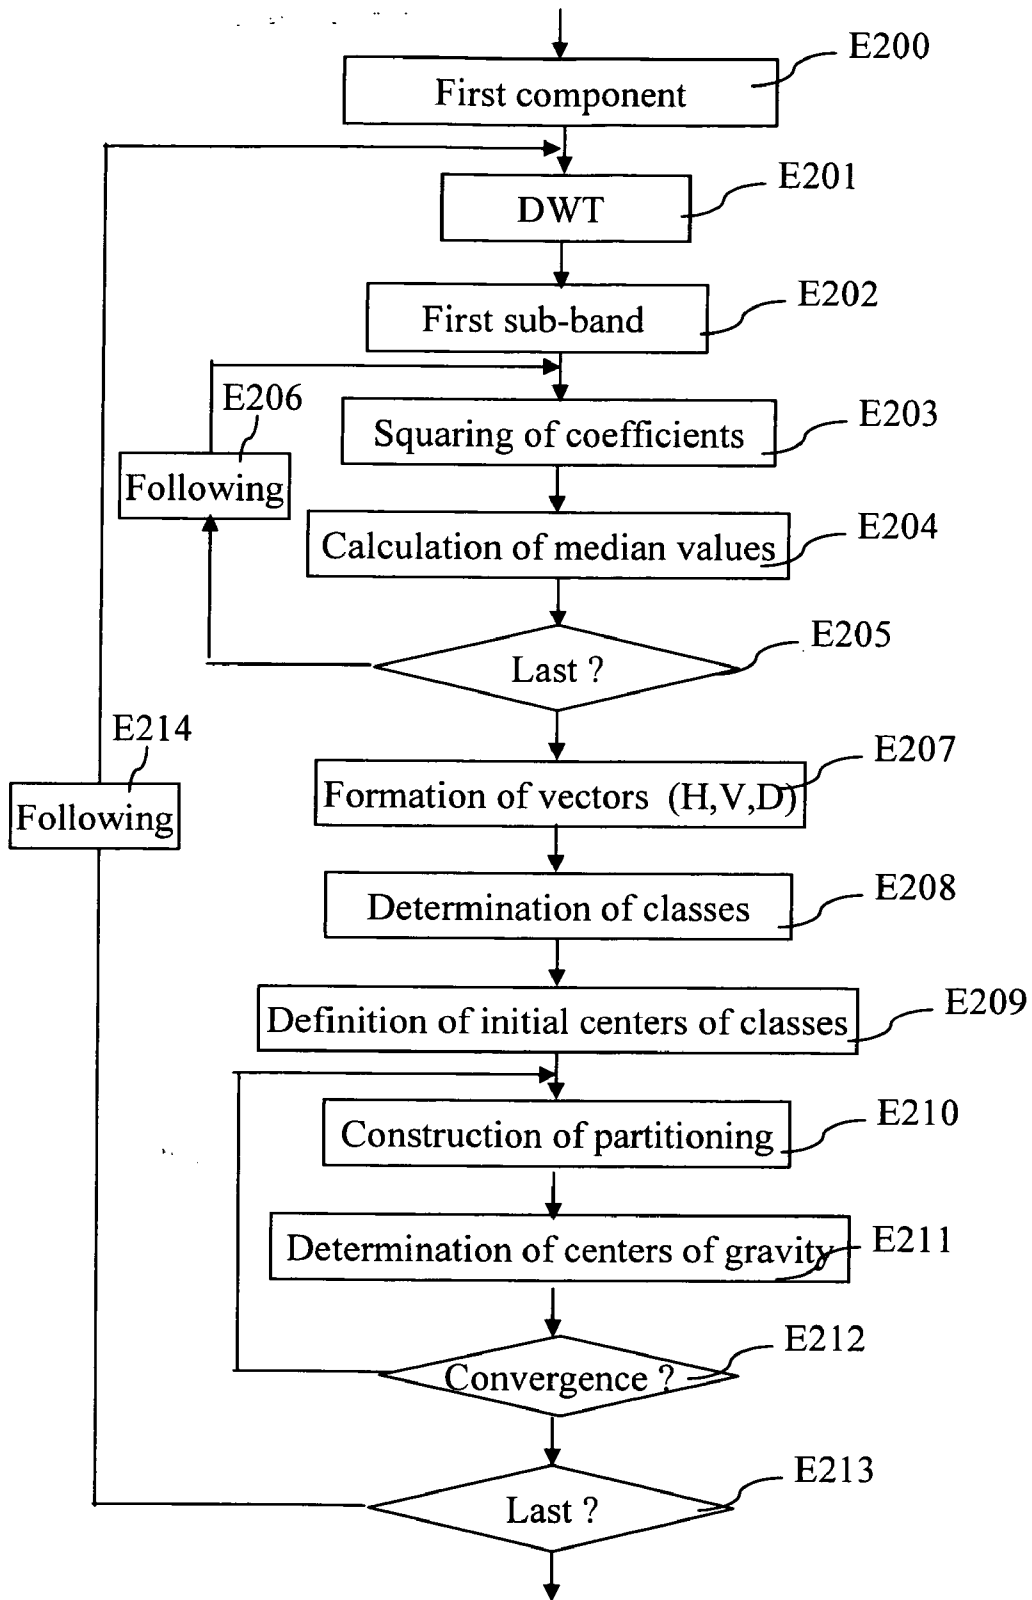 E200
First component
E201
DWT
E202
First sub-band
E206
E203
Squaring of coefficients
Following
E204
Calculation of median values
E205
Last ?
E214
E207
Formation of vectors (H,V,D)
Following
E208
Determination of classes
E209
Definition of initial centers of classes
E210
Construction of partitioning
E211
Determination of centers of gravity
E212
Convergence ?
E213
Last ?